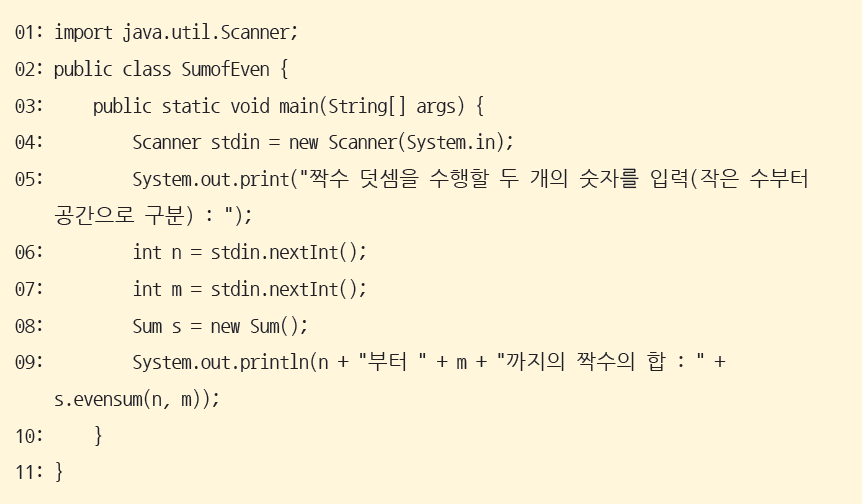 01: import java.util.Scanner;
02: public class SumofEven {
03:     public static void main(String[] args) {
04:         Scanner stdin = new Scanner(System.in);
05:         System.out.print("짝수 덧셈을 수행할 두 개의 숫자를 입력(작은 수부터
    공간으로 구분) : ");
06:         int n = stdin.nextInt();
07:         int m = stdin.nextInt();
08:         Sum s = new Sum();
09:         System.out.println(n + "부터 " + m + "까지의 짝수의 합 : " +
    s.evensum(n, m));
10:     }
11: }